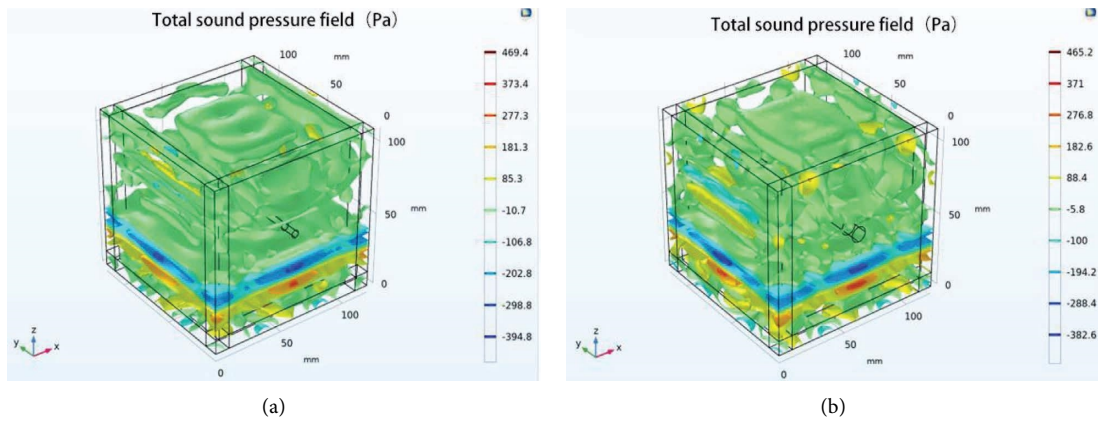 Total sound pressure field（Pa）
100
mm
50
0
100
50
mm
0
100
50
mm
0
z
y
x
469.4
373.4
277.3
181.3
85.3
-10.7
-106.8
-202.8
-298.8
-394.8
(a)
Total sound pressure field（Pa）
100
mm
50
0
100
50
mm
0
100
50
mm
0
z
y
x
465.2
371
276.8
182.6
88.4
-5.8
-100
-194.2
-288.4
-382.6
(b)